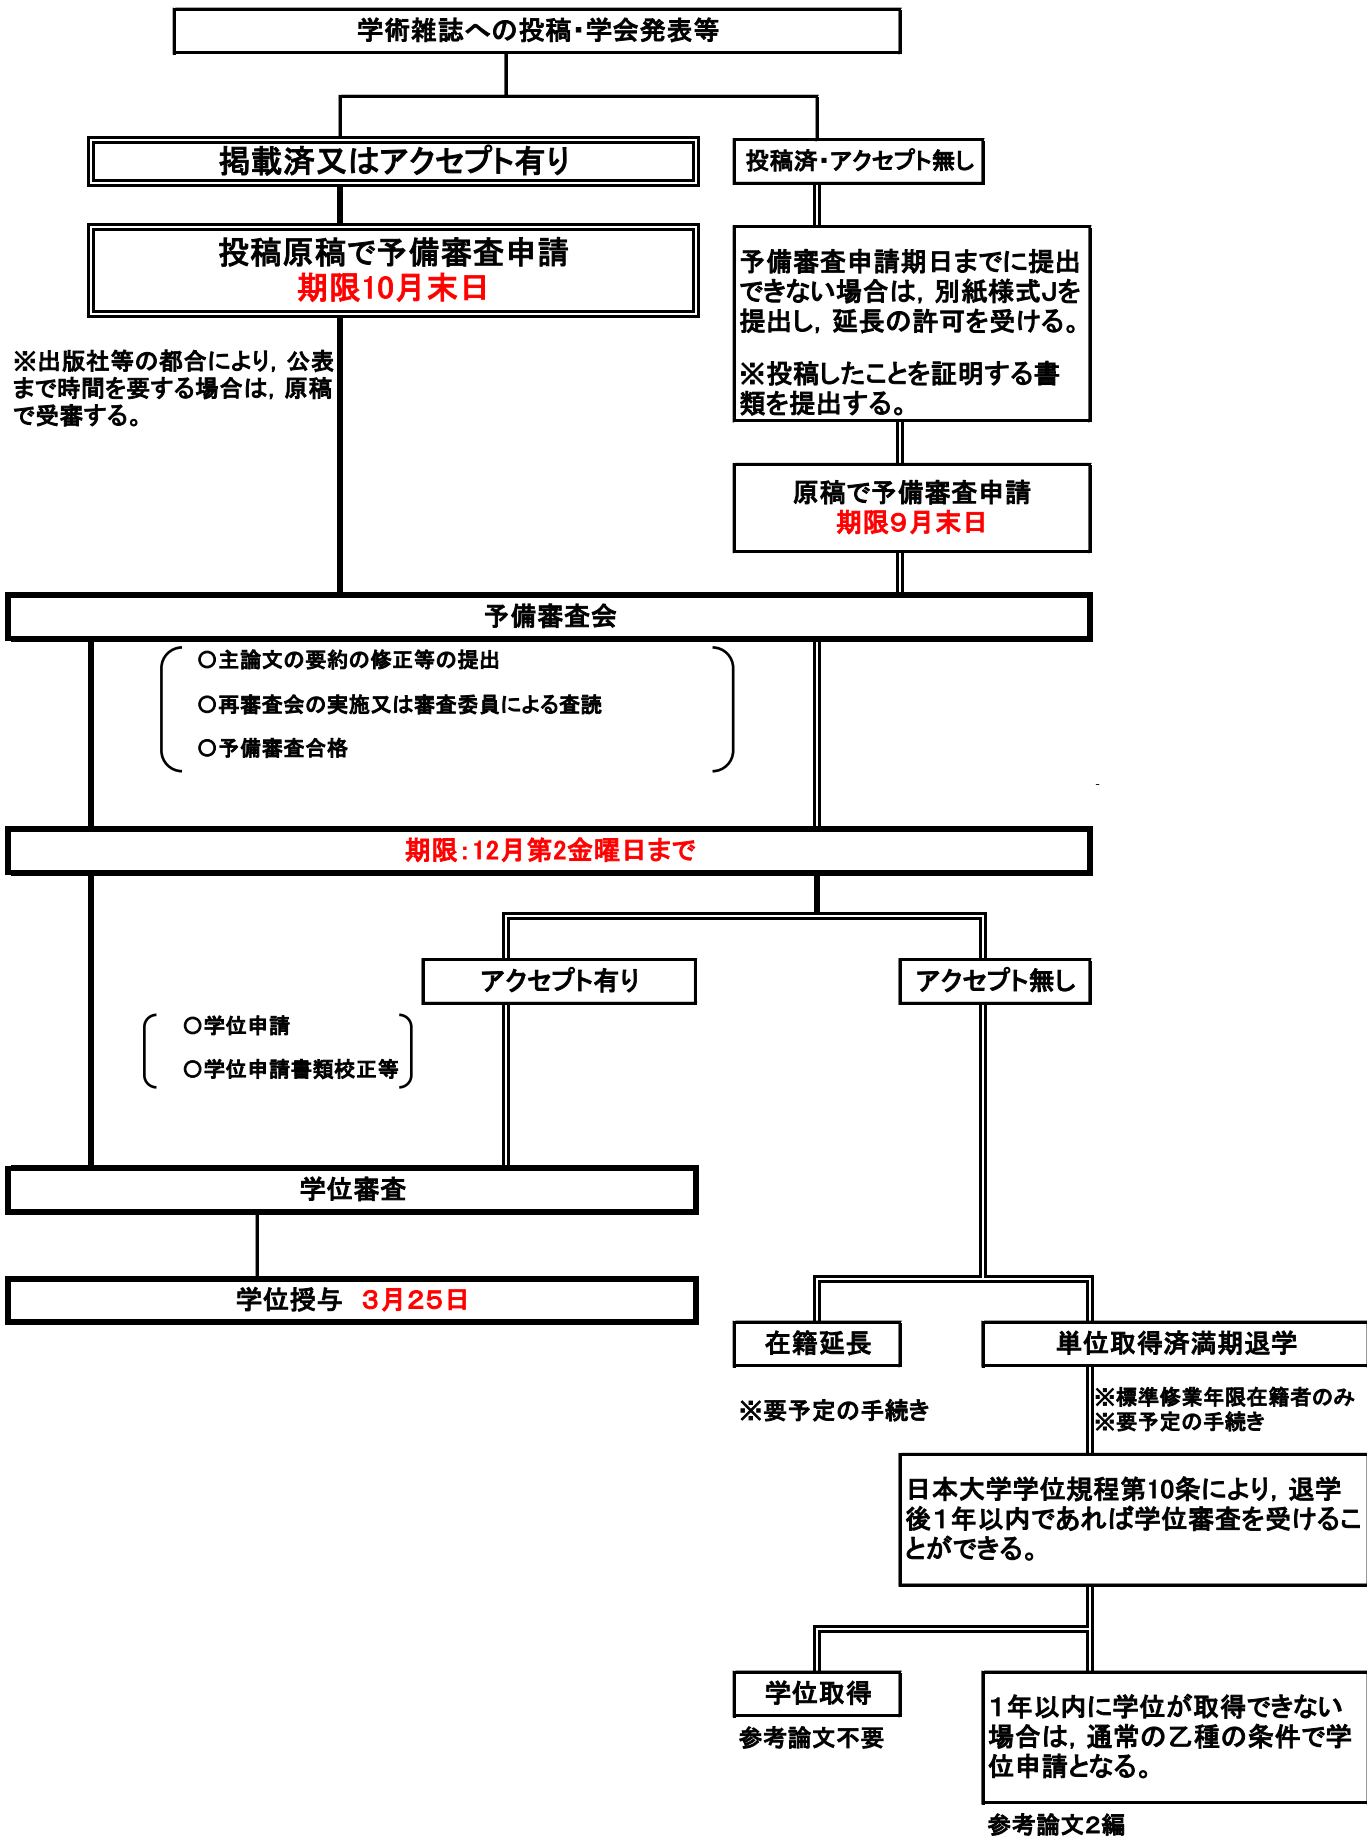 学術雑誌への投稿・学会発表等
掲載済又はアクセプト有り
投稿済・アクセプト無し
投稿原稿で予備審査申請
期限10月末日
予備審査申請期日までに提出
できない場合は，別紙様式Jを
提出し，延長の許可を受ける。
※投稿したことを証明する書
類を提出する。
※出版社等の都合により，公表
まで時間を要する場合は，原稿
で受審する。
原稿で予備審査申請
期限９月末日
予備審査会
○主論文の要約の修正等の提出
○再審査会の実施又は審査委員による査読
○予備審査合格
期限：12月第2金曜日まで
アクセプト有り
アクセプト無し
○学位申請
○学位申請書類校正等
学位審査
学位授与　３月２５日
在籍延長
単位取得済満期退学
※要予定の手続き
※標準修業年限在籍者のみ
※要予定の手続き
日本大学学位規程第10条により，退学
後１年以内であれば学位審査を受けるこ
とができる。
学位取得
参考論文不要
１年以内に学位が取得できない
場合は，通常の乙種の条件で学
位申請となる。
参考論文２編